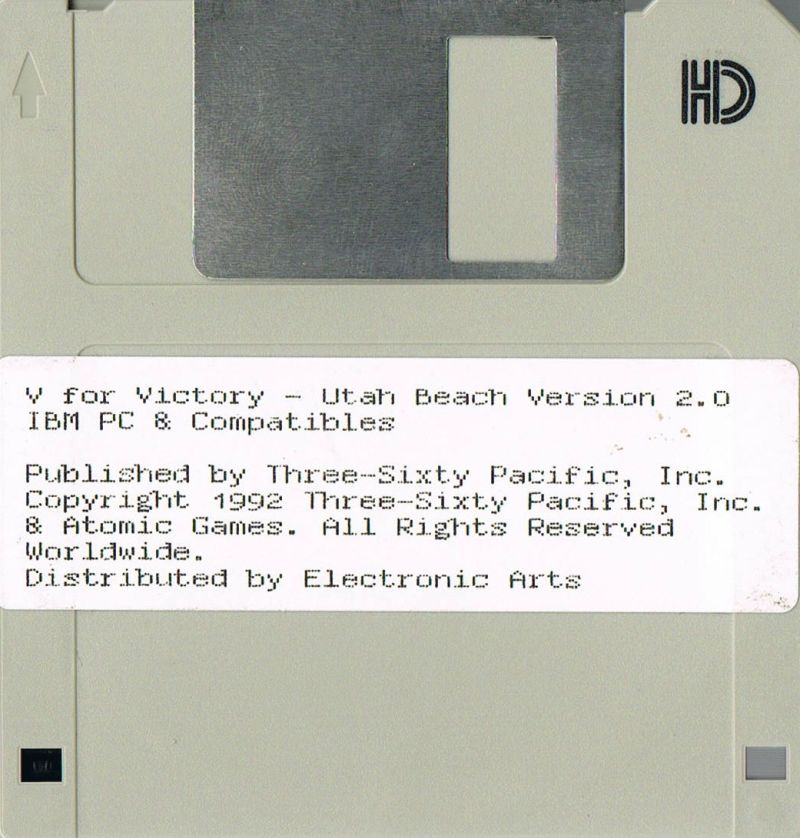 HD
V for Victory - Utah Beach Version 2.0
IBM PC & Compatibles
Published by Three-Sixty Pacific, Inc.
Copyright 1992 Three-Sixty Pacific, Inc.
& Atomic Games. All Rights Reserved
Worldwide.
Distributed by Electronic Arts